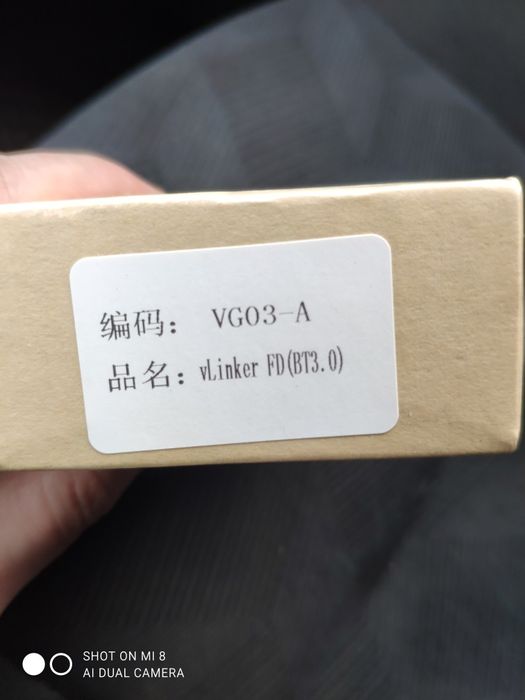 编码： VG03-A
品名：vLinker FD(BT3.0)
SHOT ON MI 8
AI DUAL CAMERA